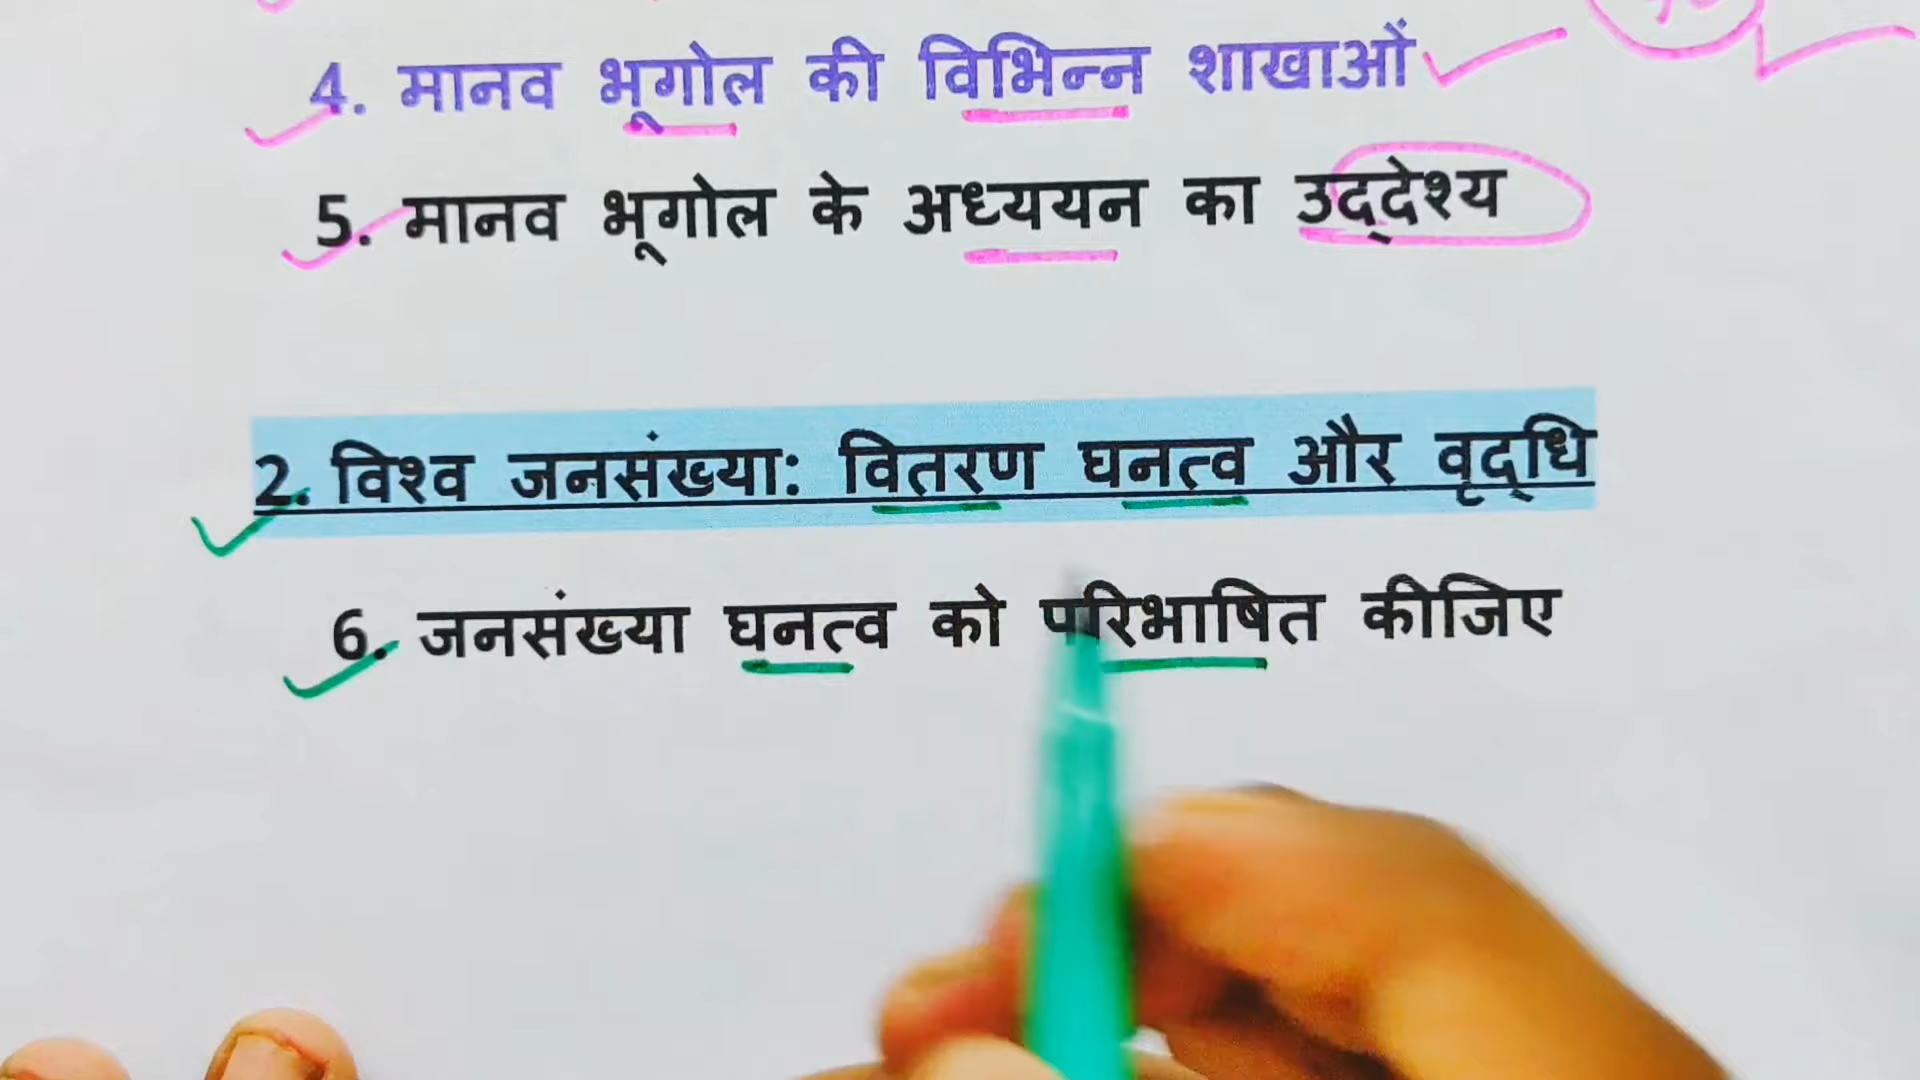 4. मानव भूगोल की विभिन्न शाखाओं
5. मानव भूगोल के अध्ययन का उद्देश्य
2. विश्व जनसंख्या: वितरण घनत्व और वृद्धि
6. जनसंख्या घनत्व को परिभाषित कीजिए